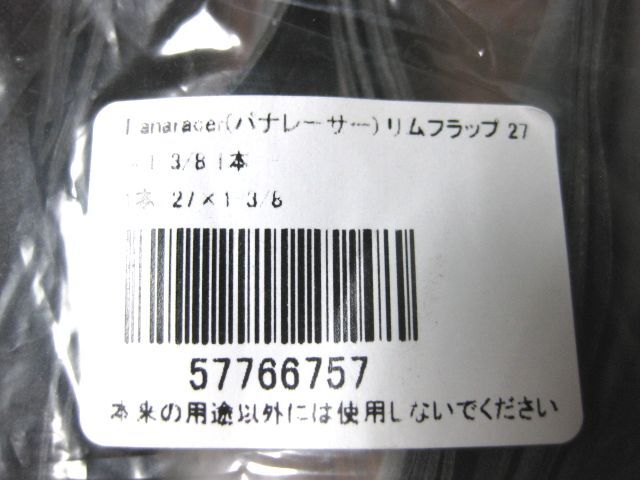 Panaracer(パナレーサー)リムフラップ 27
×1 3/8 1本
1本 27×1 3/8
57766757
本来の用途以外には使用しないでください